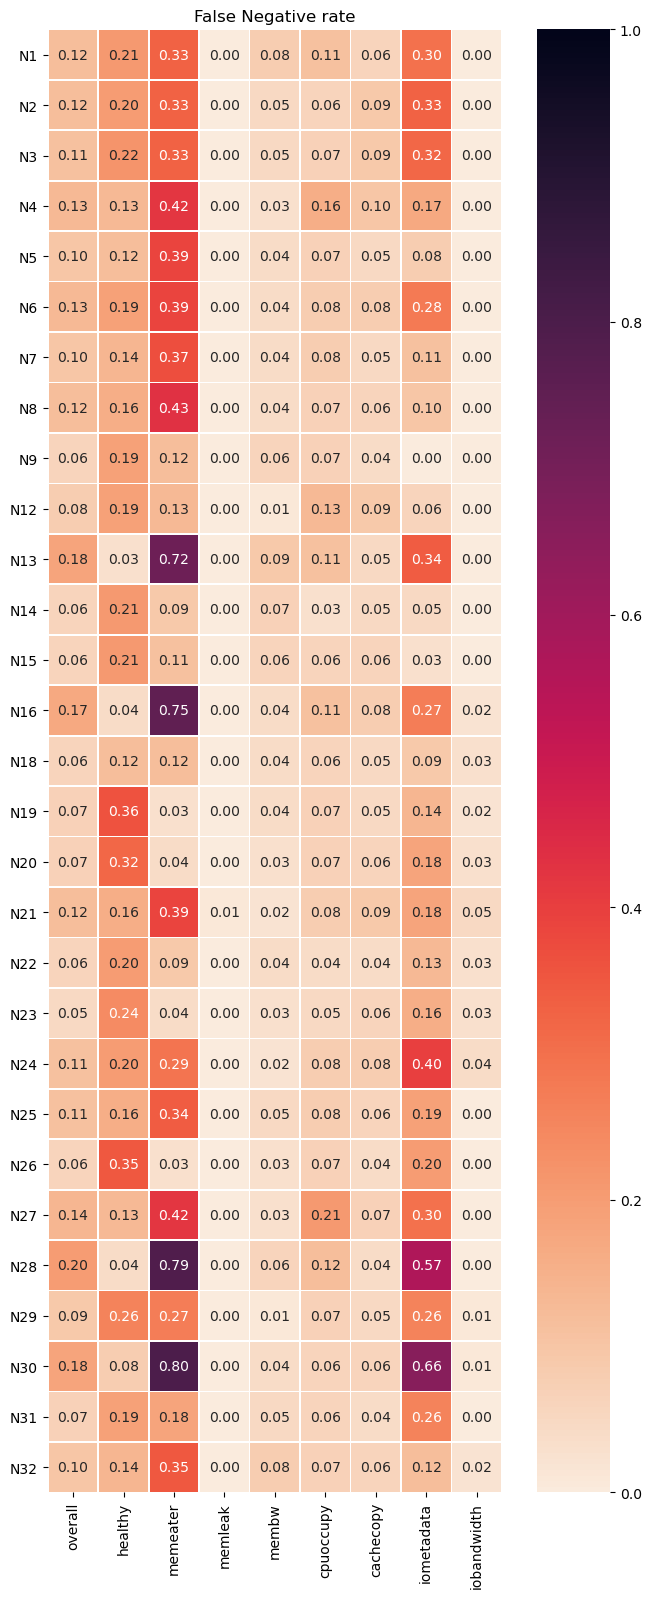 False Negative rate
N1 0.12 0.21 0.33 0.00 0.08 0.11 0.06 0.30 0.00
N2 0.12 0.20 0.33 0.00 0.05 0.06 0.09 0.33 0.00
N3 0.11 0.22 0.33 0.00 0.05 0.07 0.09 0.32 0.00
N4 0.13 0.13 0.42 0.00 0.03 0.16 0.10 0.17 0.00
N5 0.10 0.12 0.39 0.00 0.04 0.07 0.05 0.08 0.00
N6 0.13 0.19 0.39 0.00 0.04 0.08 0.08 0.28 0.00
N7 0.10 0.14 0.37 0.00 0.04 0.08 0.05 0.11 0.00
N8 0.12 0.16 0.43 0.00 0.04 0.07 0.06 0.10 0.00
N9 0.06 0.19 0.12 0.00 0.06 0.07 0.04 0.00 0.00
N12 0.08 0.19 0.13 0.00 0.01 0.13 0.09 0.06 0.00
N13 0.18 0.03 0.72 0.00 0.09 0.11 0.05 0.34 0.00
N14 0.06 0.21 0.09 0.00 0.07 0.03 0.05 0.05 0.00
N15 0.06 0.21 0.11 0.00 0.06 0.06 0.06 0.03 0.00
N16 0.17 0.04 0.75 0.00 0.04 0.11 0.08 0.27 0.02
N18 0.06 0.12 0.12 0.00 0.04 0.06 0.05 0.09 0.03
N19 0.07 0.36 0.03 0.00 0.04 0.07 0.05 0.14 0.02
N20 0.07 0.32 0.04 0.00 0.03 0.07 0.06 0.18 0.03
N21 0.12 0.16 0.39 0.01 0.02 0.08 0.09 0.18 0.05
N22 0.06 0.20 0.09 0.00 0.04 0.04 0.04 0.13 0.03
N23 0.05 0.24 0.04 0.00 0.03 0.05 0.06 0.16 0.03
N24 0.11 0.20 0.29 0.00 0.02 0.08 0.08 0.40 0.04
N25 0.11 0.16 0.34 0.00 0.05 0.08 0.06 0.19 0.00
N26 0.06 0.35 0.03 0.00 0.03 0.07 0.04 0.20 0.00
N27 0.14 0.13 0.42 0.00 0.03 0.21 0.07 0.30 0.00
N28 0.20 0.04 0.79 0.00 0.06 0.12 0.04 0.57 0.00
N29 0.09 0.26 0.27 0.00 0.01 0.07 0.05 0.26 0.01
N30 0.18 0.08 0.80 0.00 0.04 0.06 0.06 0.66 0.01
N31 0.07 0.19 0.18 0.00 0.05 0.06 0.04 0.26 0.00
N32 0.10 0.14 0.35 0.00 0.08 0.07 0.06 0.12 0.02
overall healthy memeater memleak membw cpuoccupy cachecopy iometadata iobandwidth
1.0
0.8
0.6
0.4
0.2
0.0